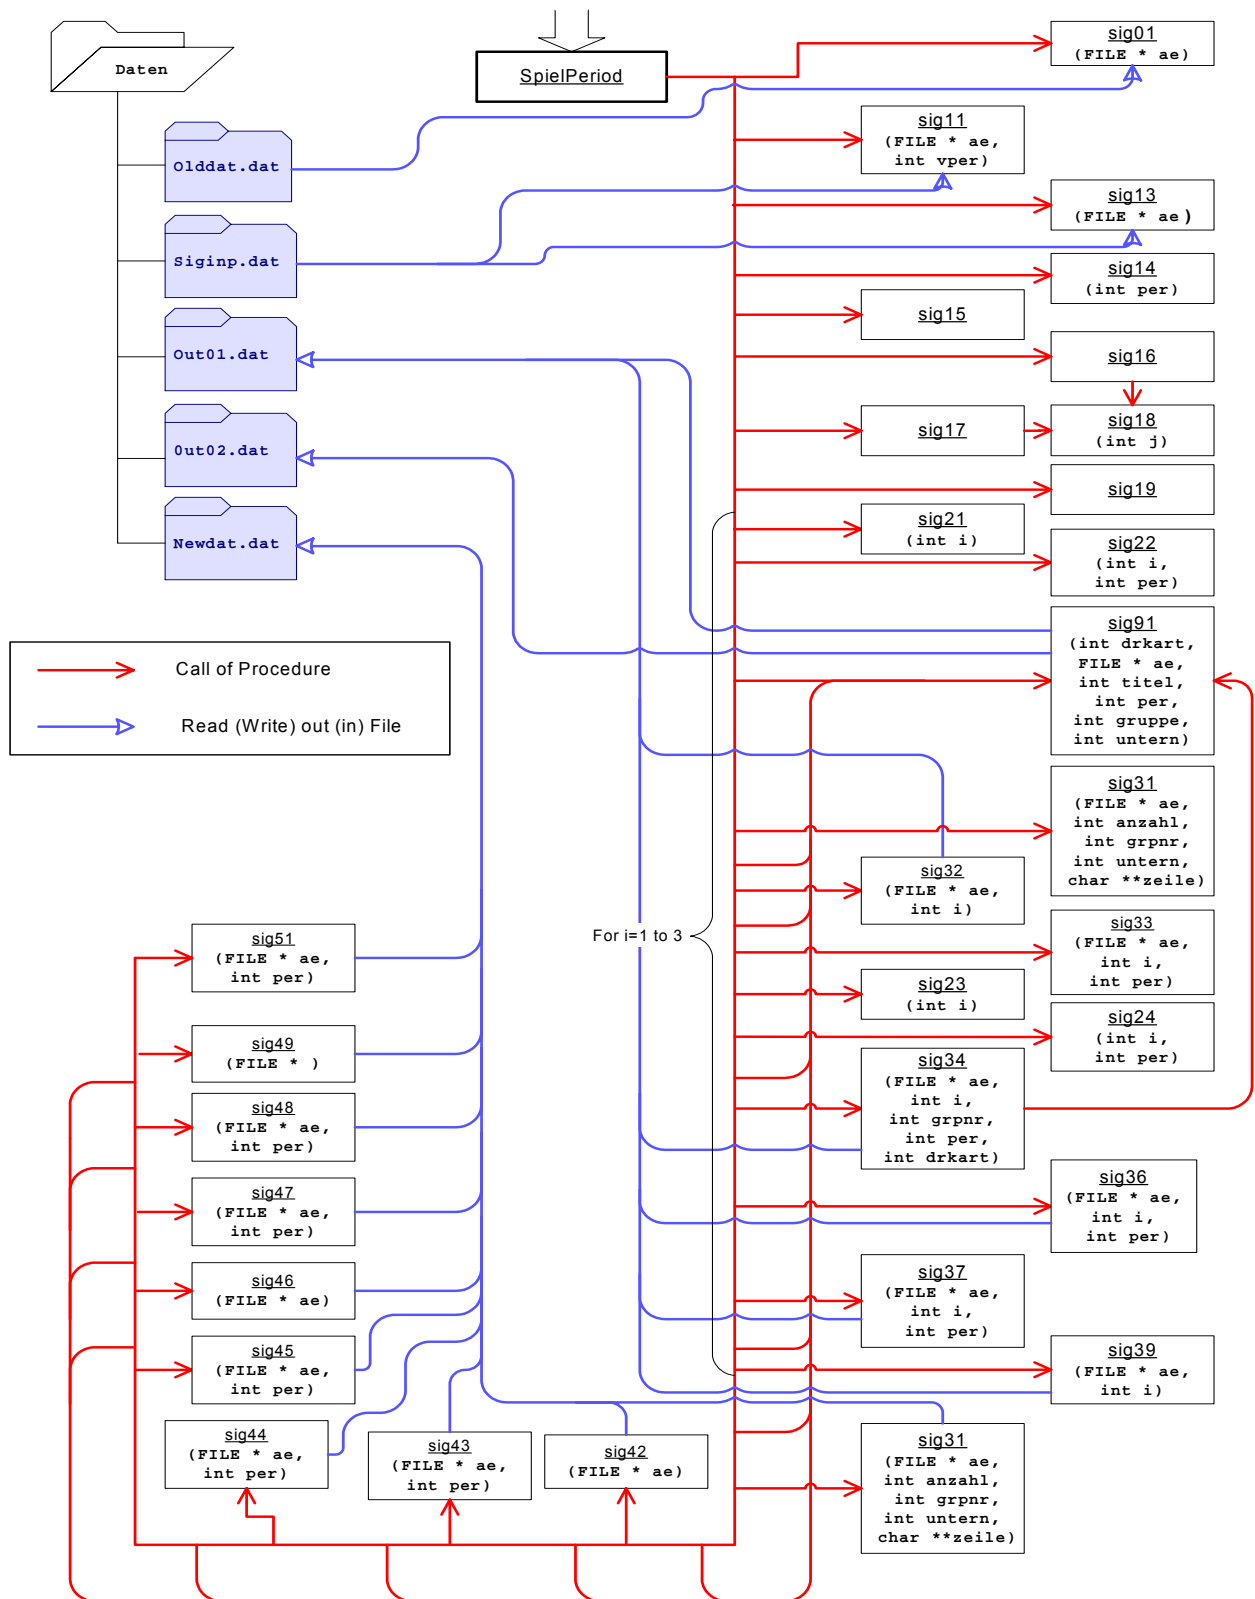 Daten
SpielPeriod
sig01
(FILE * ae)
Olddat.dat
sig11
(FILE * ae,
int vper)
sig13
(FILE * ae)
Siginp.dat
sig14
(int per)
sig15
Out01.dat
sig16
sig17
sig18
(int j)
0ut02.dat
sig19
sig21
(int i)
Newdat.dat
sig22
(int i,
int per)
sig91
(int drkart,
FILE * ae,
int titel,
int per,
int gruppe,
int untern)
Call of Procedure
Read (Write) out (in) File
sig31
(FILE * ae,
int anzahl,
int grpnr,
int untern,
char **zeile)
sig32
(FILE * ae,
int i)
For i=1 to 3
sig33
(FILE * ae,
int i,
int per)
sig23
(int i)
sig24
(int i,
int per)
sig51
(FILE * ae,
int per)
sig49
(FILE * )
sig34
(FILE * ae,
int i,
int grpnr,
int per,
int drkart)
sig48
(FILE * ae,
int per)
sig36
(FILE * ae,
int i,
int per)
sig47
(FILE * ae,
int per)
sig46
(FILE * ae)
sig37
(FILE * ae,
int i,
int per)
sig45
(FILE * ae,
int per)
sig39
(FILE * ae,
int i)
sig44
(FILE * ae,
int per)
sig43
(FILE * ae,
int per)
sig42
(FILE * ae)
sig31
(FILE * ae,
int anzahl,
int grpnr,
int untern,
char **zeile)